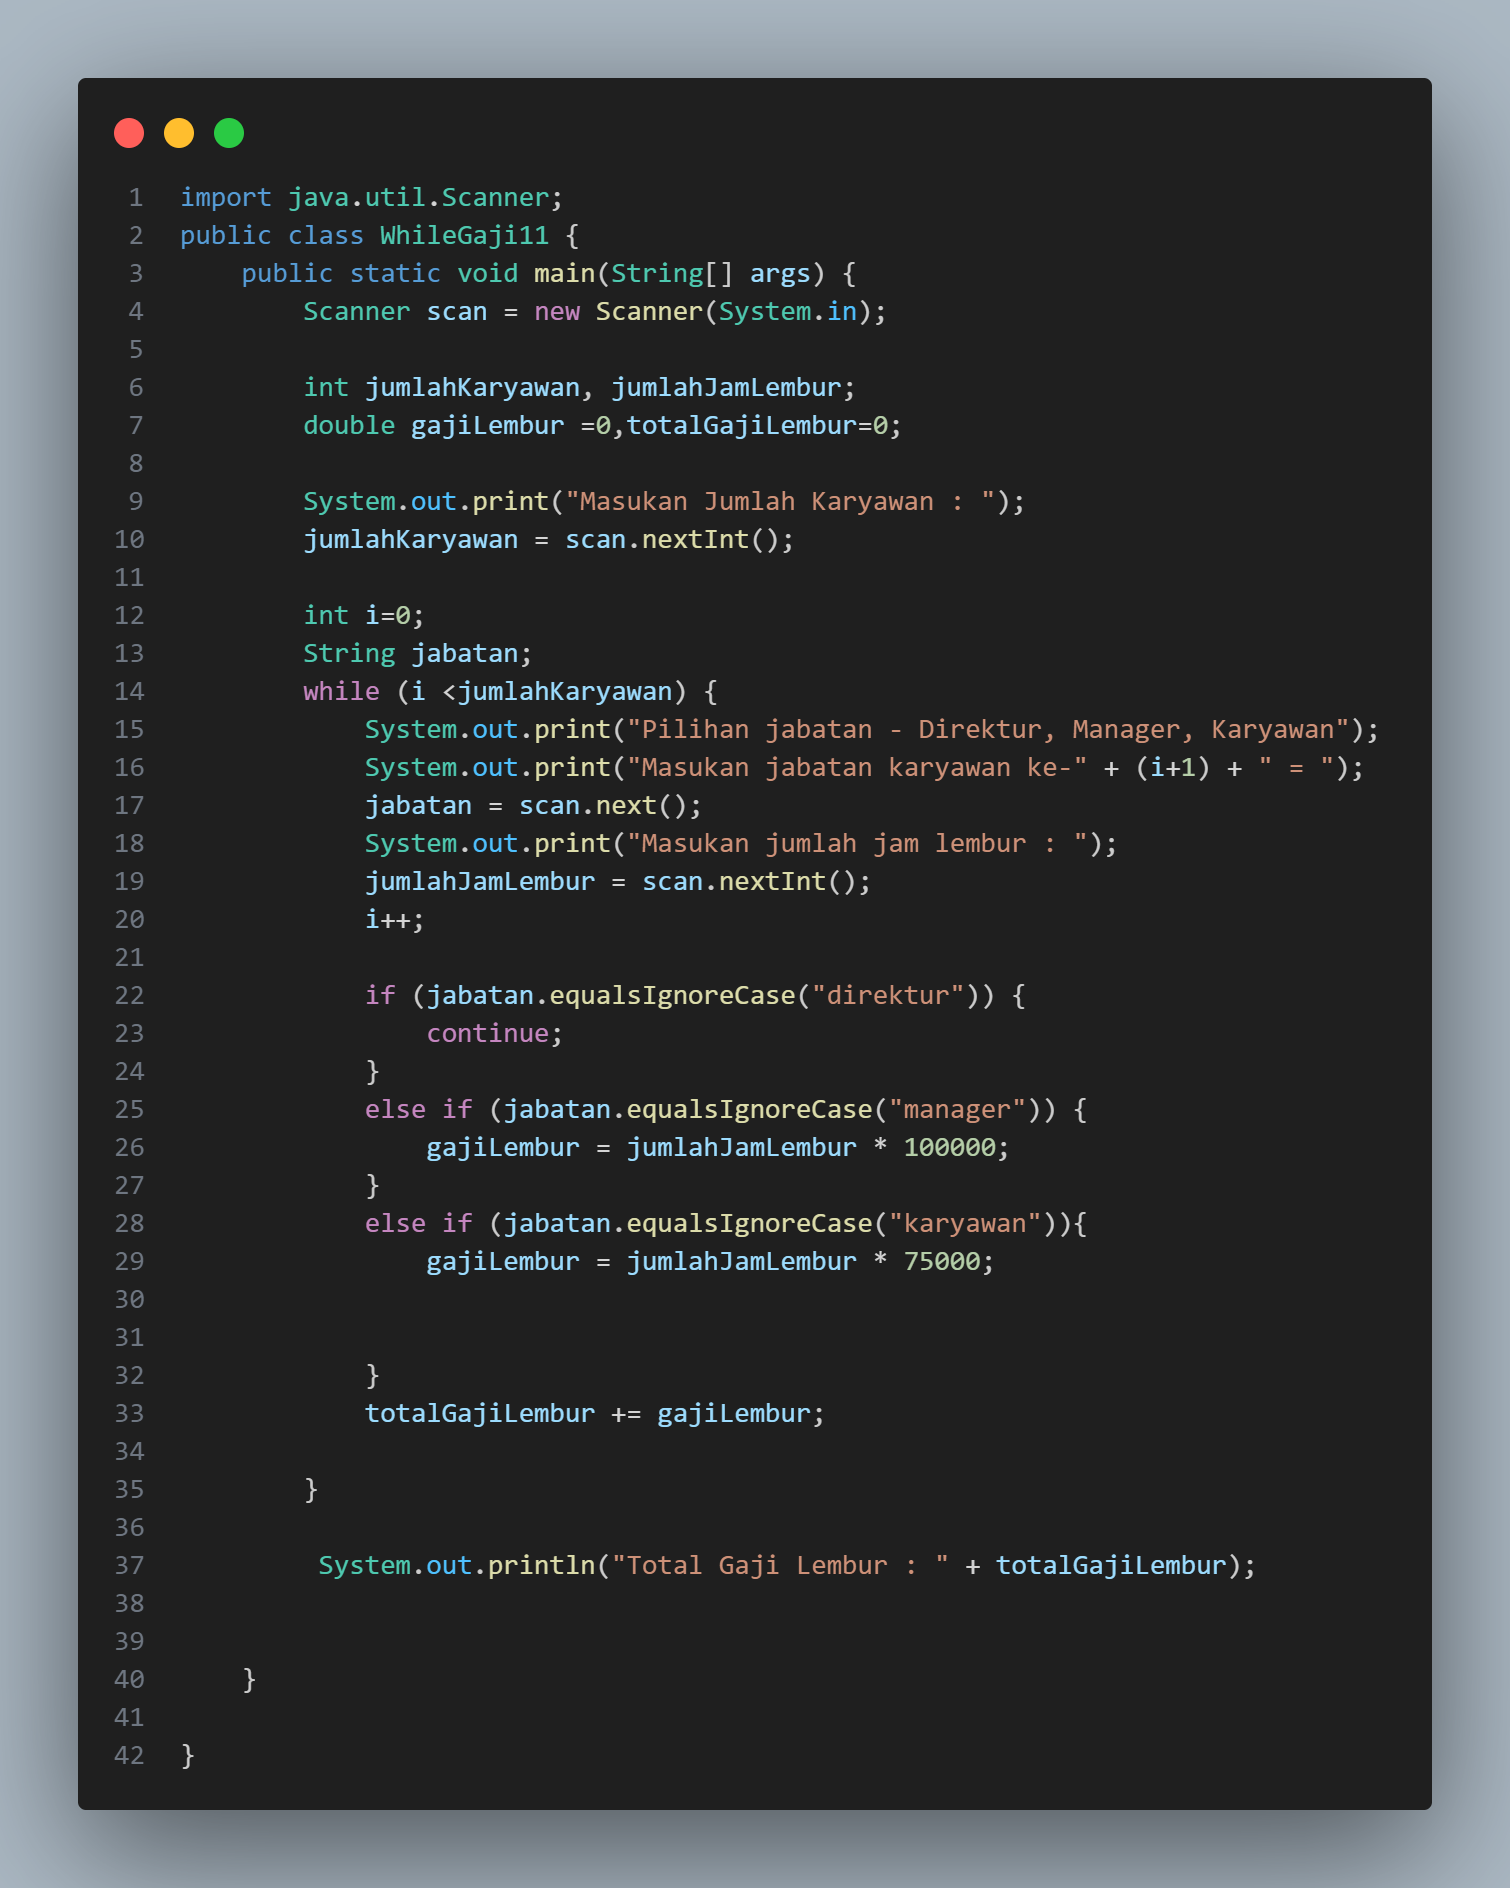 1 import java.util.Scanner;
2 public class WhileGaji11 {
3     public static void main(String[] args) {
4         Scanner scan = new Scanner(System.in);
5
6         int jumlahKaryawan, jumlahJamLembur;
7         double gajiLembur =0,totalGajiLembur=0;
8
9         System.out.print("Masukan Jumlah Karyawan : ");
10         jumlahKaryawan = scan.nextInt();
11
12         int i=0;
13         String jabatan;
14         while (i <jumlahKaryawan) {
15             System.out.print("Pilihan jabatan - Direktur, Manager, Karyawan");
16             System.out.print("Masukan jabatan karyawan ke-" + (i+1) + " = ");
17             jabatan = scan.next();
18             System.out.print("Masukan jumlah jam lembur : ");
19             jumlahJamLembur = scan.nextInt();
20             i++;
21
22             if (jabatan.equalsIgnoreCase("direktur")) {
23                 continue;
24             }
25             else if (jabatan.equalsIgnoreCase("manager")) {
26                 gajiLembur = jumlahJamLembur * 100000;
27             }
28             else if (jabatan.equalsIgnoreCase("karyawan")){
29                 gajiLembur = jumlahJamLembur * 75000;
30
31
32             }
33             totalGajiLembur += gajiLembur;
34
35         }
36
37          System.out.println("Total Gaji Lembur : " + totalGajiLembur);
38
39
40     }
41
42 }